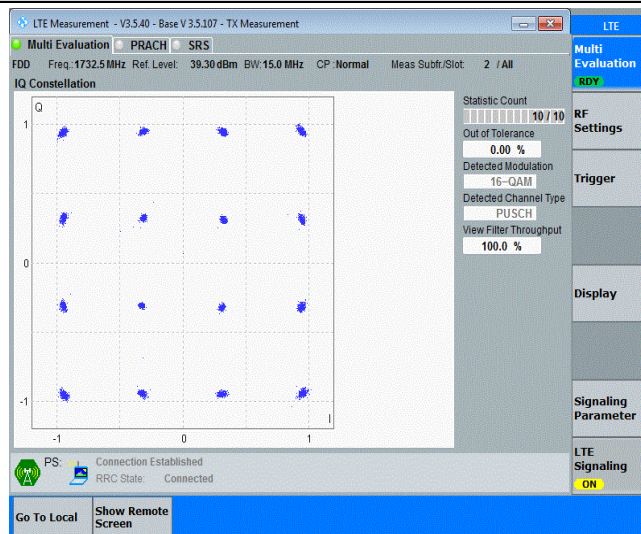 LTE Measurement - V3.5.40 - Base V 3.5.107 - TX Measurement
LTE
Multi Evaluation PRACH SRS
Multi
Evaluation
RDY
FDD Freq.:1732.5 MHz Ref. Level: 39.30 dBm BW:15.0 MHz CP :Normal Meas Subfr./Slot: 2 / All
IQ Constellation
Q
1
0
-1
-1 0 1
I
Statistic Count
10 / 10
Out of Tolerance
0.00 %
Detected Modulation
16-QAM
Detected Channel Type
PUSCH
View Filter Throughput
100.0 %
RF
Settings
Trigger
Display
Signaling
Parameter
LTE
Signaling
ON
PS: Connection Established
RRC State: Connected
Go To Local
Show Remote
Screen